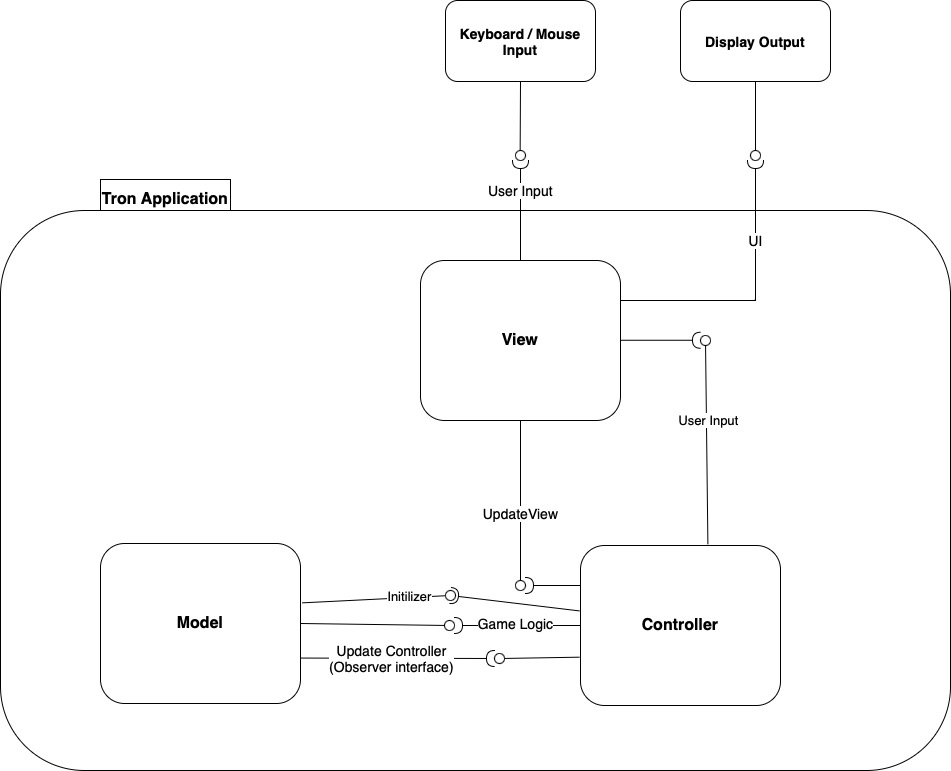 Keyboard / Mouse
Input
Display Output
Tron Application
User Input
UI
View
User Input
UpdateView
Model
Initilizer
Game Logic
Update Controller
(Observer interface)
Controller